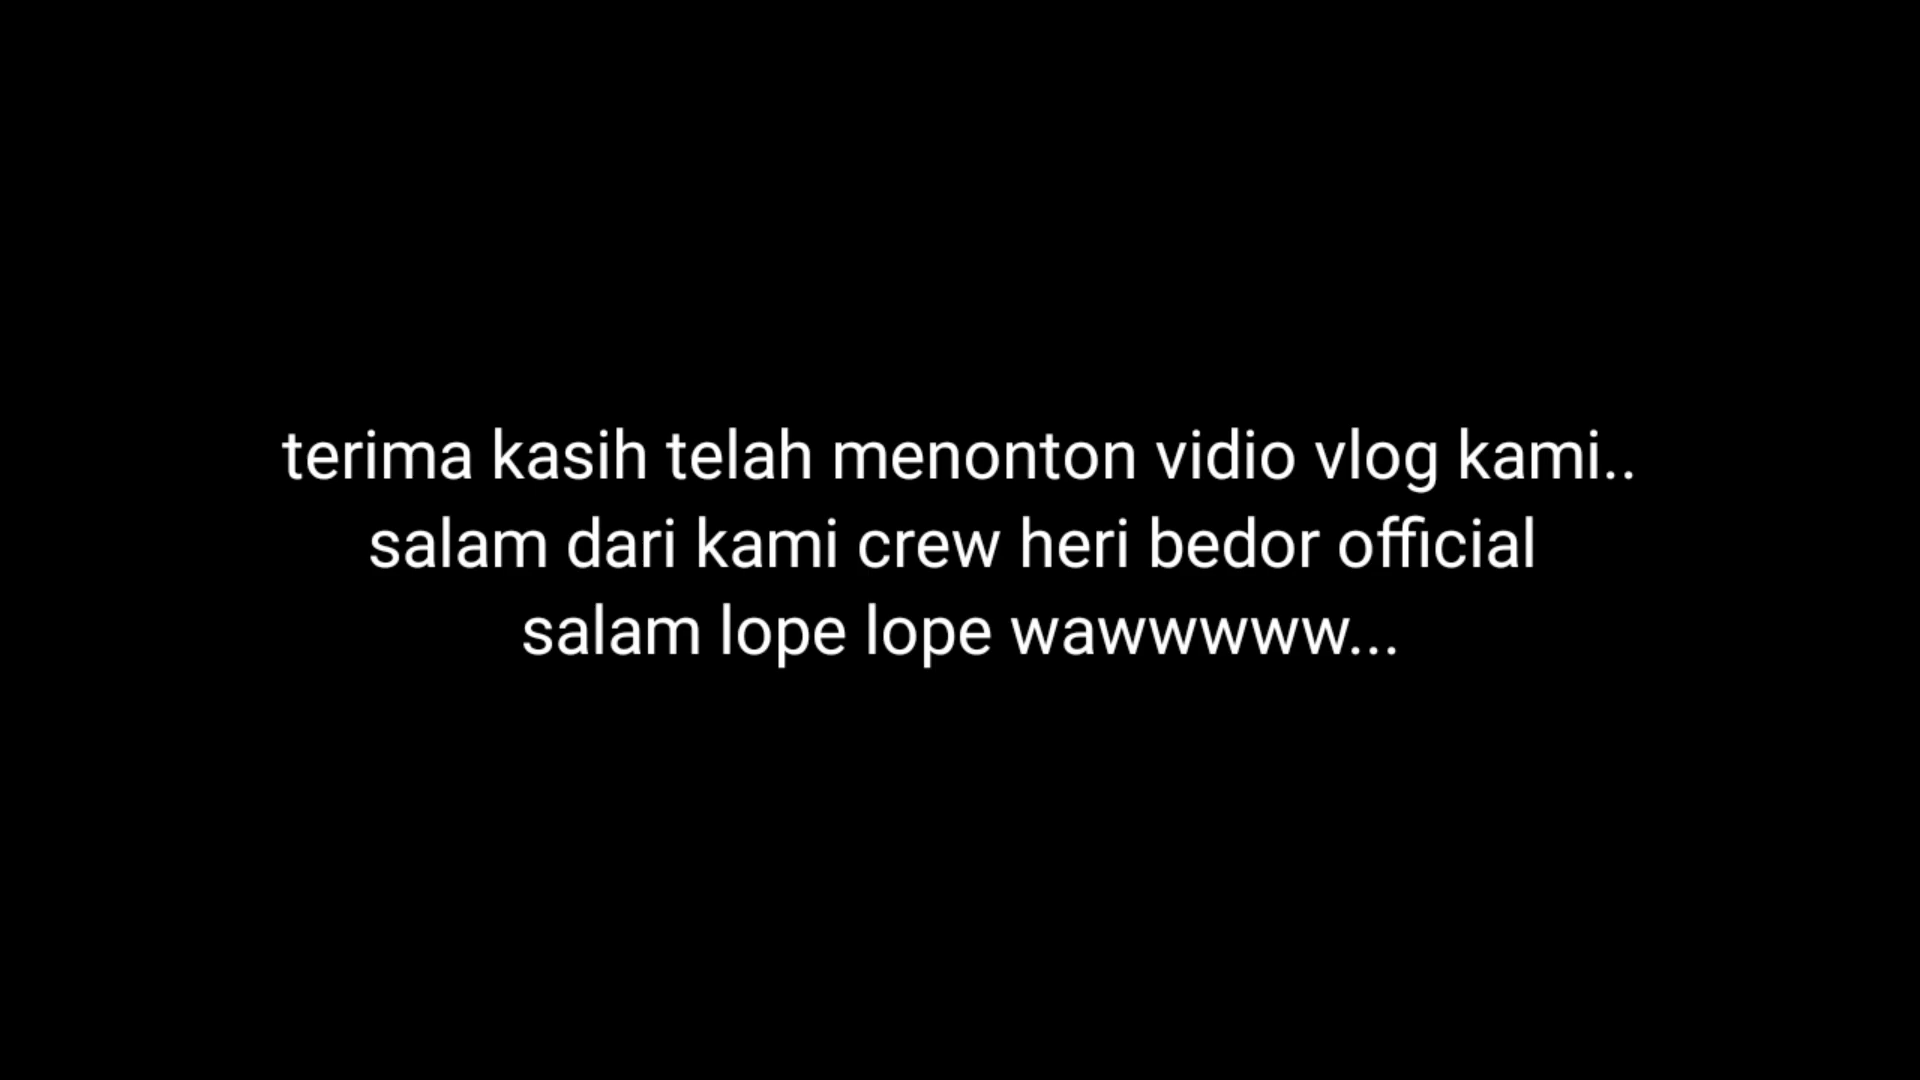 terima kasih telah menonton vidio vlog kami..
salam dari kami crew heri bedor official
salam lope lope wawwwww...